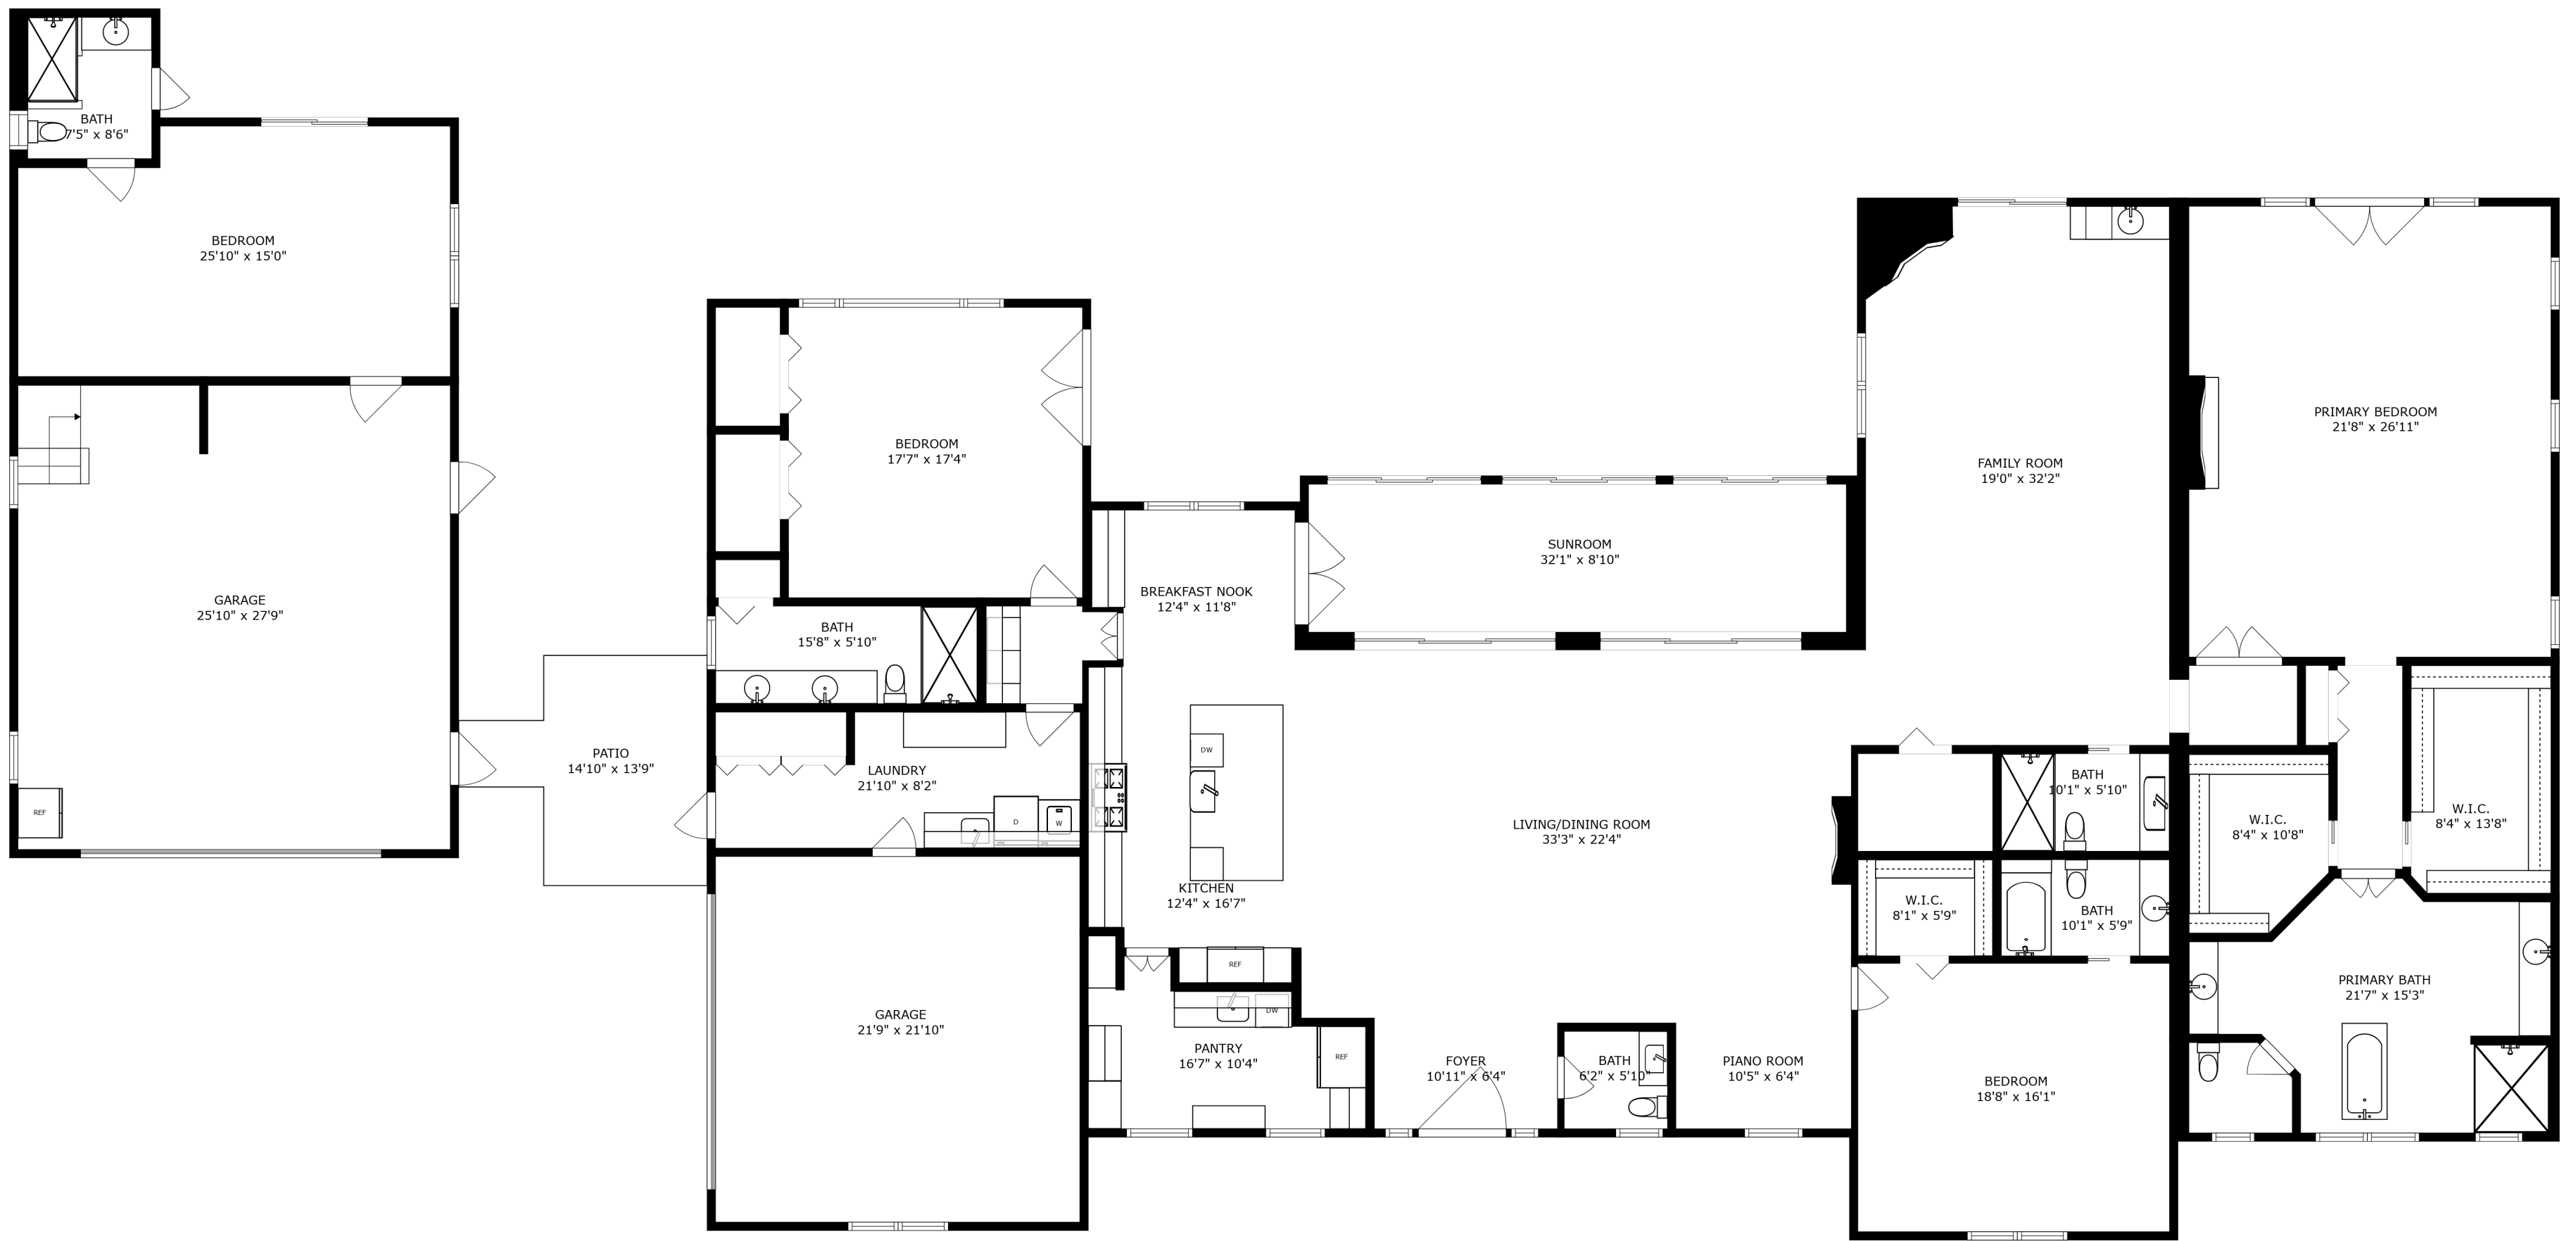 BATH
7'5" x 8'6"
BEDROOM
25'10" x 15'0"
GARAGE
25'10" x 27'9"
REF
PATIO
14'10" x 13'9"
BEDROOM
17'7" x 17'4"
BATH
15'8" x 5'10"
LAUNDRY
21'10" x 8'2"
D
W
GARAGE
21'9" x 21'10"
BREAKFAST NOOK
12'4" x 11'8"
DW
KITCHEN
12'4" x 16'7"
REF
DW
PANTRY
16'7" x 10'4"
REF
SUNROOM
32'1" x 8'10"
LIVING/DINING ROOM
33'3" x 22'4"
FOYER
10'11" x 6'4"
BATH
6'2" x 5'10"
PIANO ROOM
10'5" x 6'4"
FAMILY ROOM
19'0" x 32'2"
BATH
10'1" x 5'10"
W.I.C.
8'1" x 5'9"
BATH
10'1" x 5'9"
BEDROOM
18'8" x 16'1"
PRIMARY BEDROOM
21'8" x 26'11"
W.I.C.
8'4" x 10'8"
W.I.C.
8'4" x 13'8"
PRIMARY BATH
21'7" x 15'3"